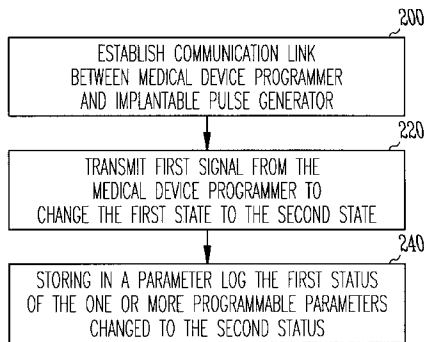 200
ESTABLISH COMMUNICATION LINK
BETWEEN MEDICAL DEVICE PROGRAMMER
AND IMPLANTABLE PULSE GENERATOR
220
TRANSMIT FIRST SIGNAL FROM THE
MEDICAL DEVICE PROGRAMMER TO
CHANGE THE FIRST STATE TO THE SECOND STATE
240
STORING IN A PARAMETER LOG THE FIRST STATUS
OF THE ONE OR MORE PROGRAMMABLE PARAMETERS
CHANGED TO THE SECOND STATUS